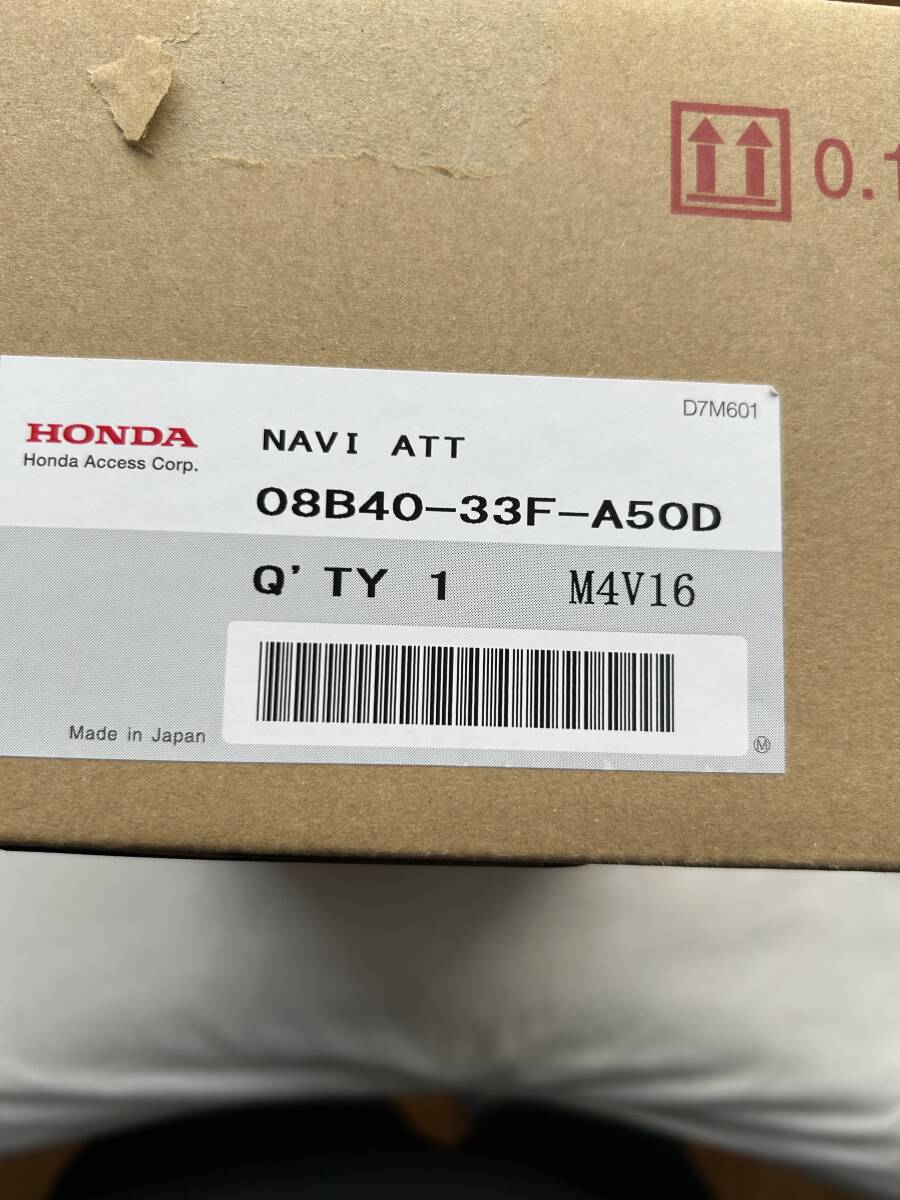 0.1
D7M601
HONDA
Honda Access Corp.
NAVI ATT
08B40-33F-A50D
Q'TY 1 M4V16
Made in Japan
Ⓜ